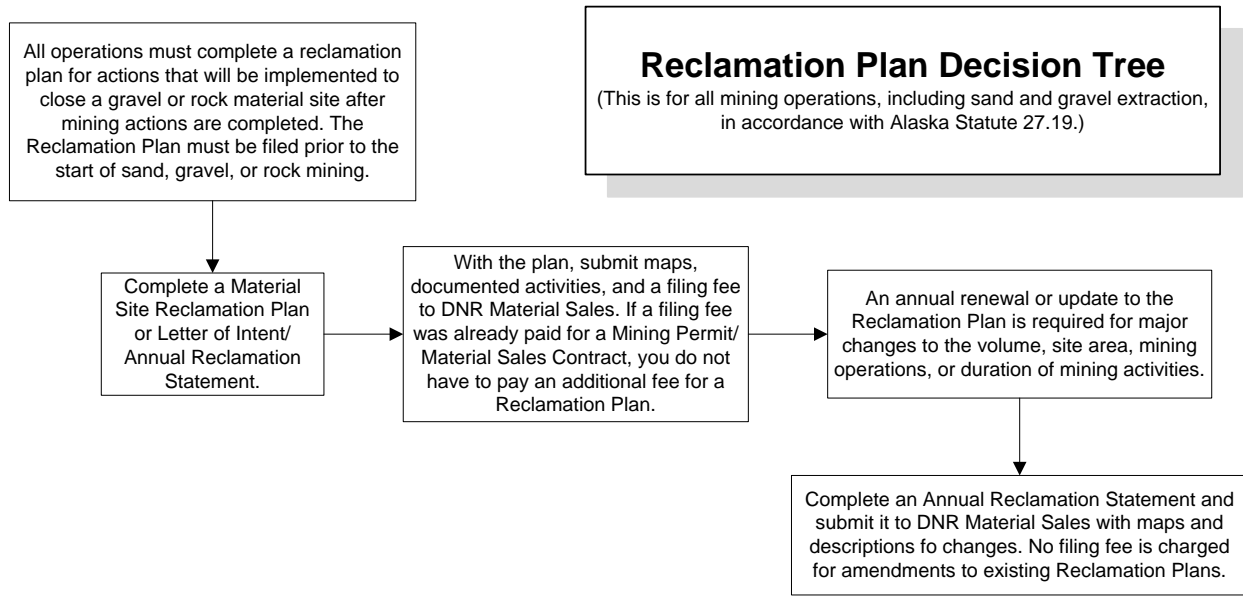 All operations must complete a reclamation
plan for actions that will be implemented to
close a gravel or rock material site after
mining actions are completed. The
Reclamation Plan must be filed prior to the
start of sand, gravel, or rock mining.
Reclamation Plan Decision Tree
(This is for all mining operations, including sand and gravel extraction,
in accordance with Alaska Statute 27.19.)
Complete a Material
Site Reclamation Plan
or Letter of Intent/
Annual Reclamation
Statement.
With the plan, submit maps,
documented activities, and a filing fee
to DNR Material Sales. If a filing fee
was already paid for a Mining Permit/
Material Sales Contract, you do not
have to pay an additional fee for a
Reclamation Plan.
An annual renewal or update to the
Reclamation Plan is required for major
changes to the volume, site area, mining
operations, or duration of mining activities.
Complete an Annual Reclamation Statement and
submit it to DNR Material Sales with maps and
descriptions fo changes. No filing fee is charged
for amendments to existing Reclamation Plans.